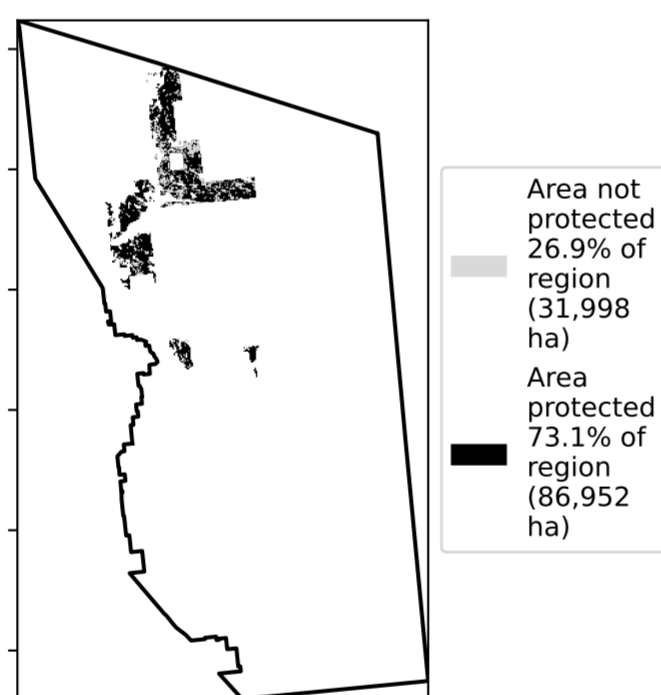 Area not
protected
26.9% of
region
(31,998
ha)
Area
protected
73.1% of
region
(86,952
ha)